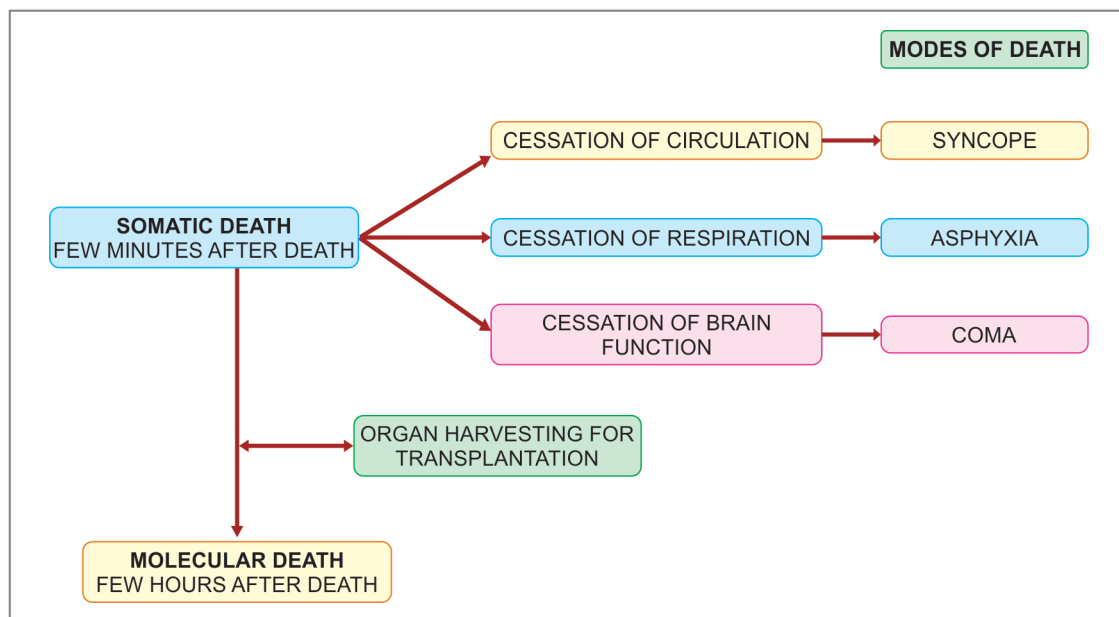 MODES OF DEATH
CESSATION OF CIRCULATION
SYNCOPE
SOMATIC DEATH
FEW MINUTES AFTER DEATH
CESSATION OF RESPIRATION
ASPHYXIA
CESSATION OF BRAIN
FUNCTION
COMA
ORGAN HARVESTING FOR
TRANSPLANTATION
MOLECULAR DEATH
FEW HOURS AFTER DEATH